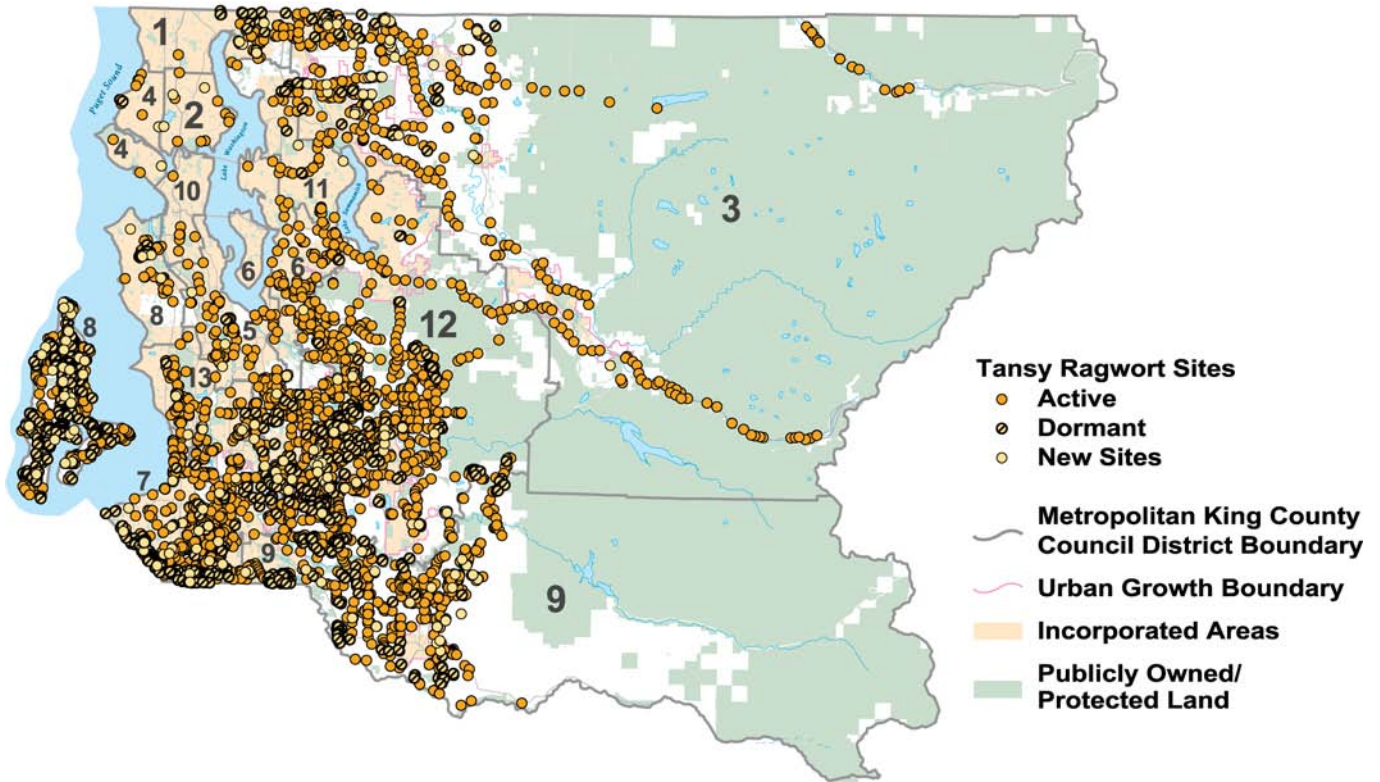 1
Puget Sound
4
2
4
Lake Washington
10
11
Lake Sammamish
3
6
6
8
8
5
12
13
7
9
9
Tansy Ragwort Sites
Active
Dormant
New Sites
Metropolitan King County
Council District Boundary
Urban Growth Boundary
Incorporated Areas
Publicly Owned/
Protected Land